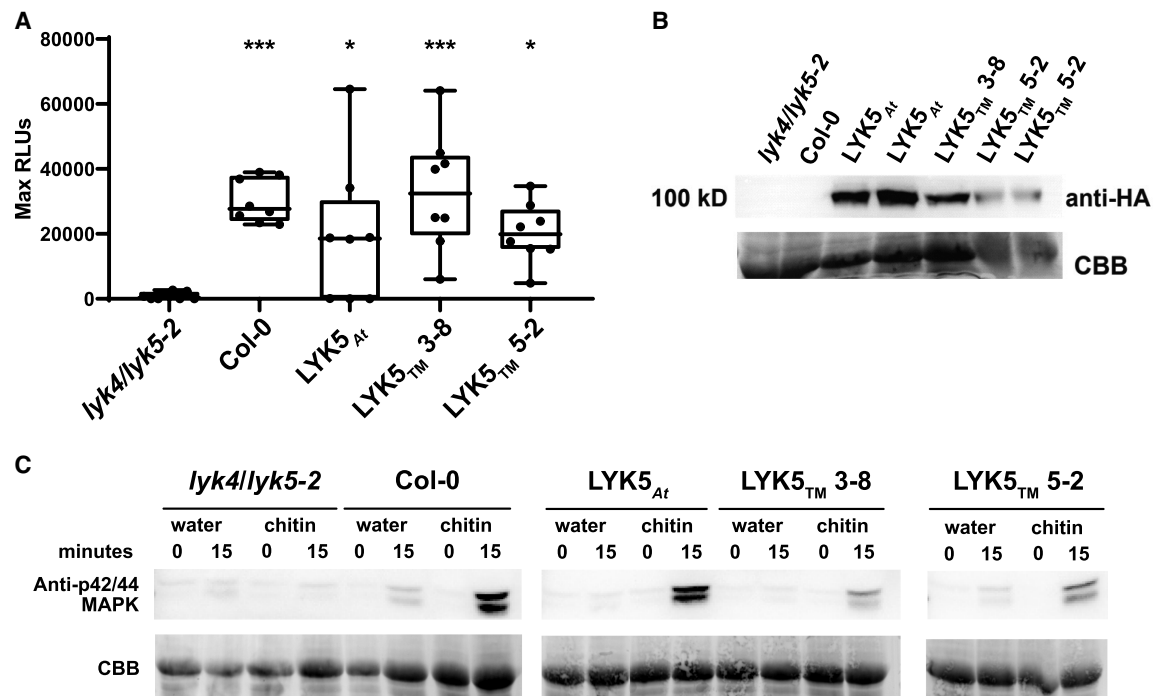 A
80000
60000
40000
20000
0
Max RLUs
*** * *** *
lyk4/lyk5-2
Col-0
LYK5At
LYK5TM 3-8
LYK5TM 5-2
B
lyk4/lyk5-2
Col-0
LYK5At
LYK5At
LYK5TM 3-8
LYK5TM 5-2
LYK5TM 5-2
100 kD
anti-HA
CBB
C
lyk4/lyk5-2 Col-0 LYK5At LYK5TM 3-8 LYK5TM 5-2
water chitin water chitin water chitin water chitin water chitin
minutes 0 15 0 15 0 15 0 15 0 15 0 15 0 15 0 15 0 15 0 15
Anti-p42/44
MAPK
CBB